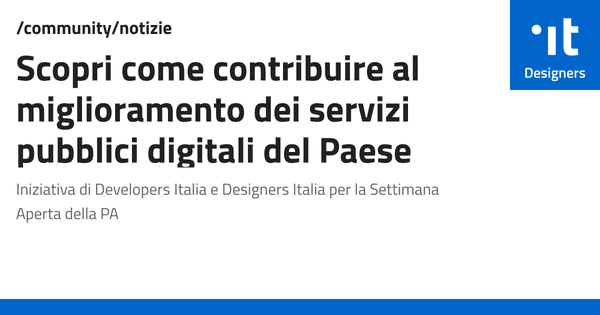 /community/notizie
Scopri come contribuire al
miglioramento dei servizi
pubblici digitali del Paese
Iniziativa di Developers Italia e Designers Italia per la Settimana
Aperta della PA
it
Designers